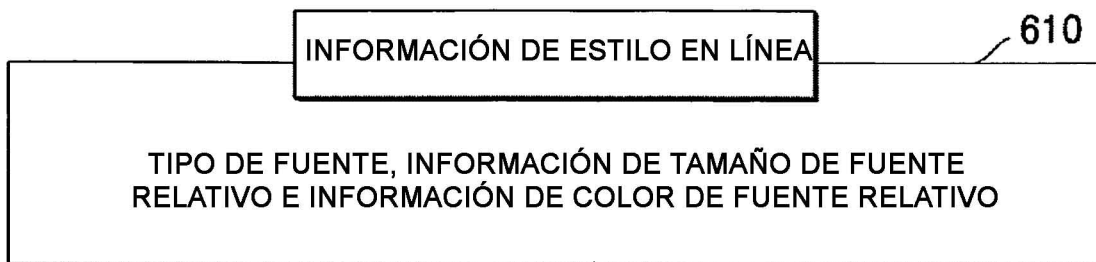 INFORMACIÓN DE ESTILO EN LÍNEA
610
TIPO DE FUENTE, INFORMACIÓN DE TAMAÑO DE FUENTE
RELATIVO E INFORMACIÓN DE COLOR DE FUENTE RELATIVO